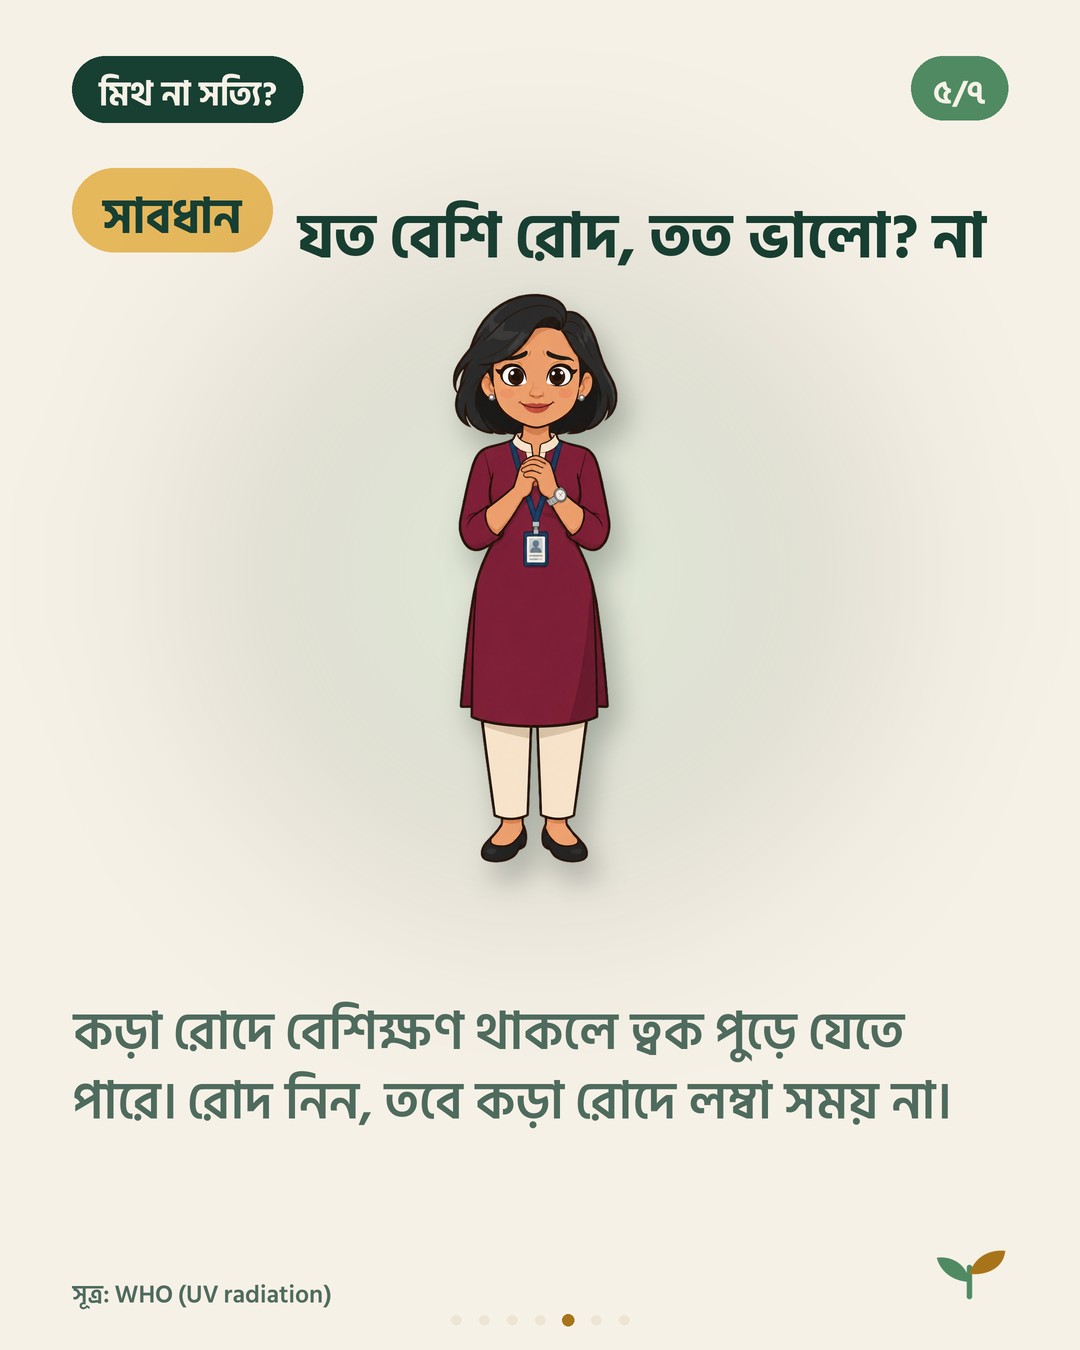 মিথ না সত্যি?
৫/৭
সাবধান
যত বেশি রোদ, তত ভালো? না
কড়া রোদে বেশিক্ষণ থাকলে ত্বক পুড়ে যেতে
পারে। রোদ নিন, তবে কড়া রোদে লম্বা সময় না।
সূত্র: WHO (UV radiation)